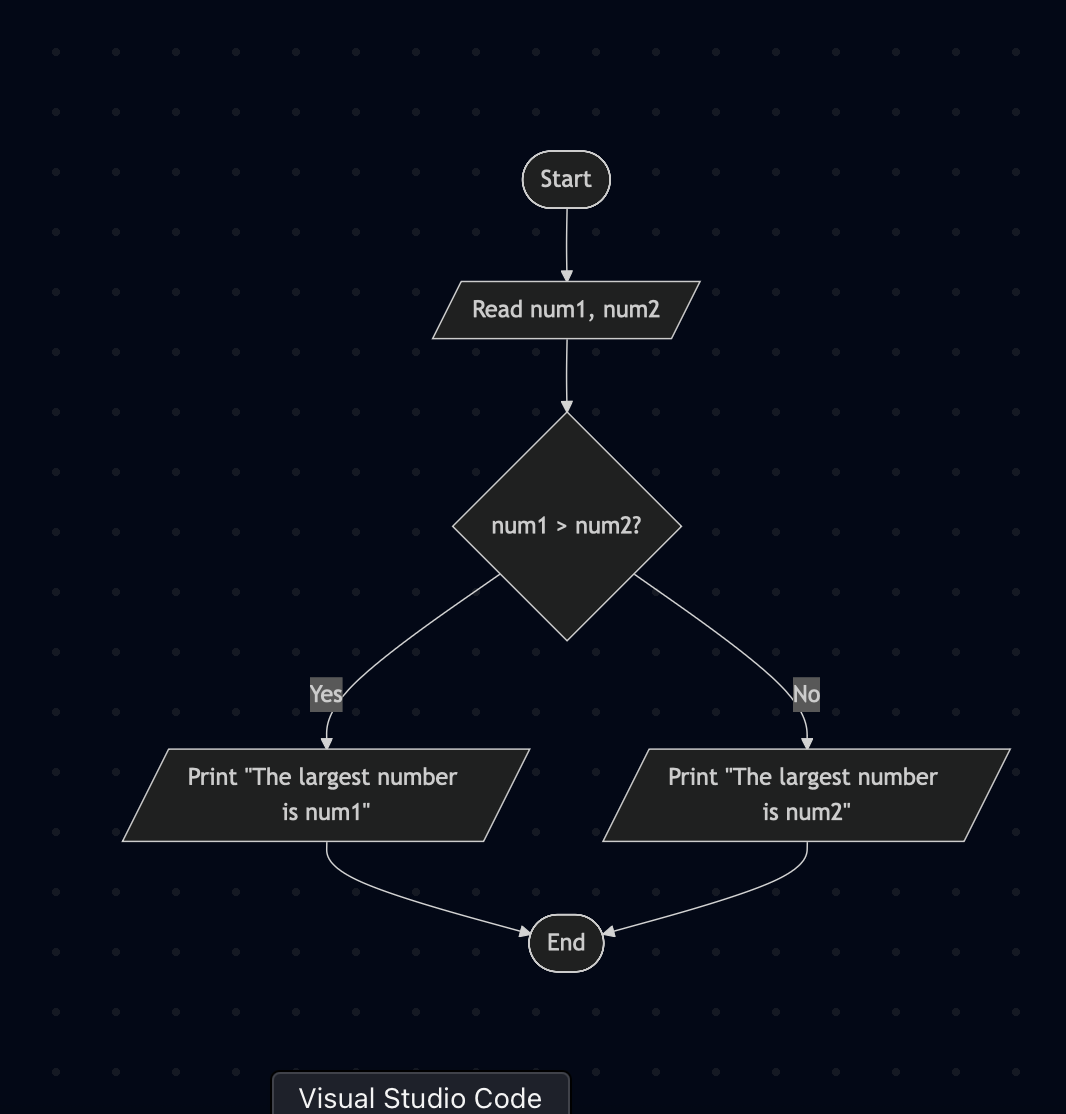 Start
Read num1, num2
num1 > num2?
Yes
No
Print "The largest number
is num1"
Print "The largest number
is num2"
End
Visual Studio Code